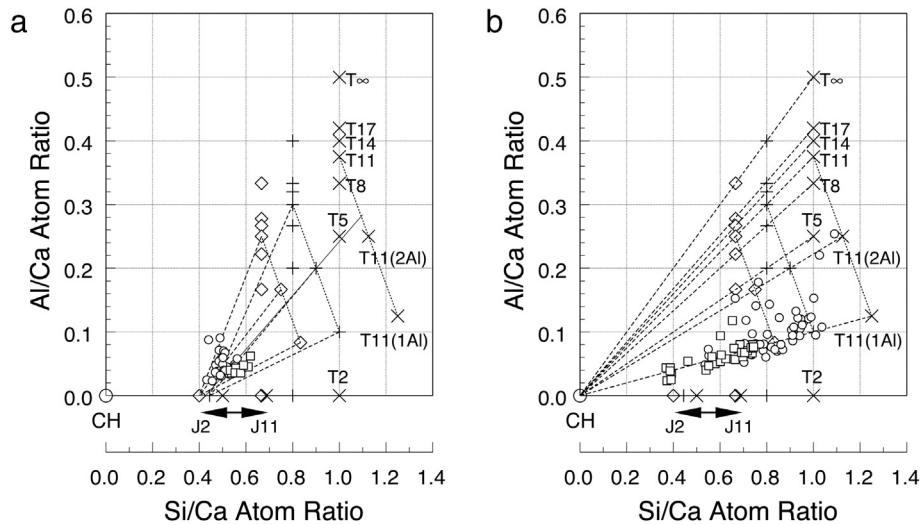 a
0.6
0.5
0.4
0.3
0.2
0.1
0.0
Al/Ca Atom Ratio
T∞
T17
T14
T11
T8
T5
T11(2Al)
T11(1Al)
T2
CH
J2
J11
0.0 0.2 0.4 0.6 0.8 1.0 1.2 1.4
Si/Ca Atom Ratio
b
0.6
0.5
0.4
0.3
0.2
0.1
0.0
Al/Ca Atom Ratio
T∞
T17
T14
T11
T8
T5
T11(2Al)
T11(1Al)
T2
CH
J2
J11
0.0 0.2 0.4 0.6 0.8 1.0 1.2 1.4
Si/Ca Atom Ratio